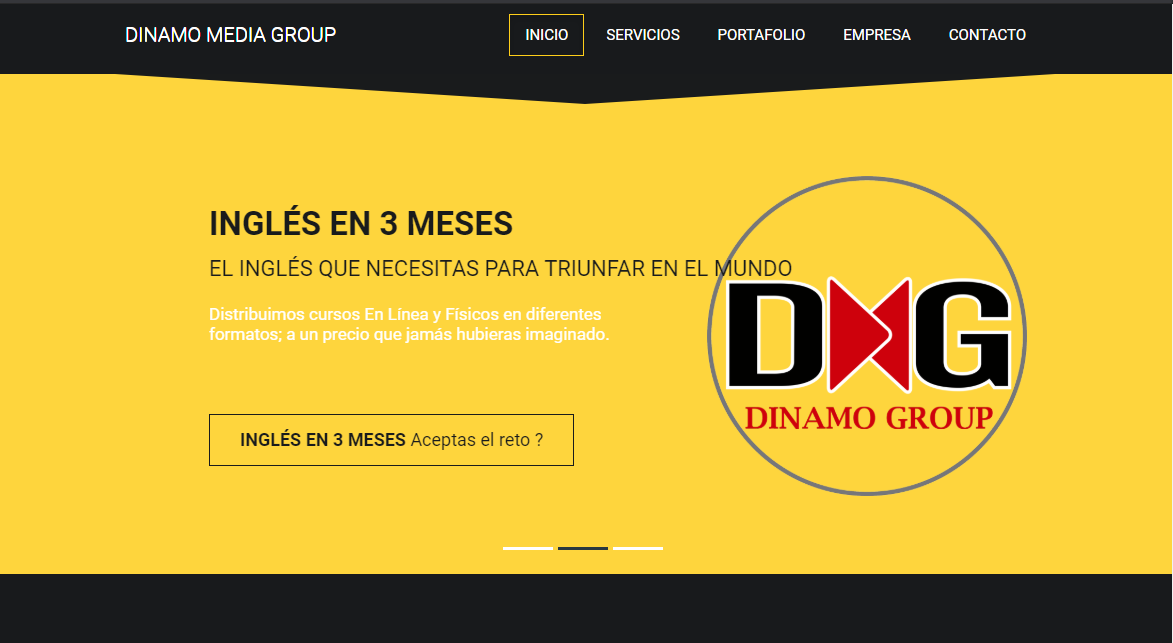 DINAMO MEDIA GROUP
INICIO SERVICIOS PORTAFOLIO EMPRESA CONTACTO
INGLÉS EN 3 MESES
EL INGLÉS QUE NECESITAS PARA TRIUNFAR EN EL MUNDO
Distribuimos cursos En Línea y Físicos en diferentes
formatos; a un precio que jamás hubieras imaginado.
INGLÉS EN 3 MESES Aceptas el reto ?
DMG
DINAMO GROUP